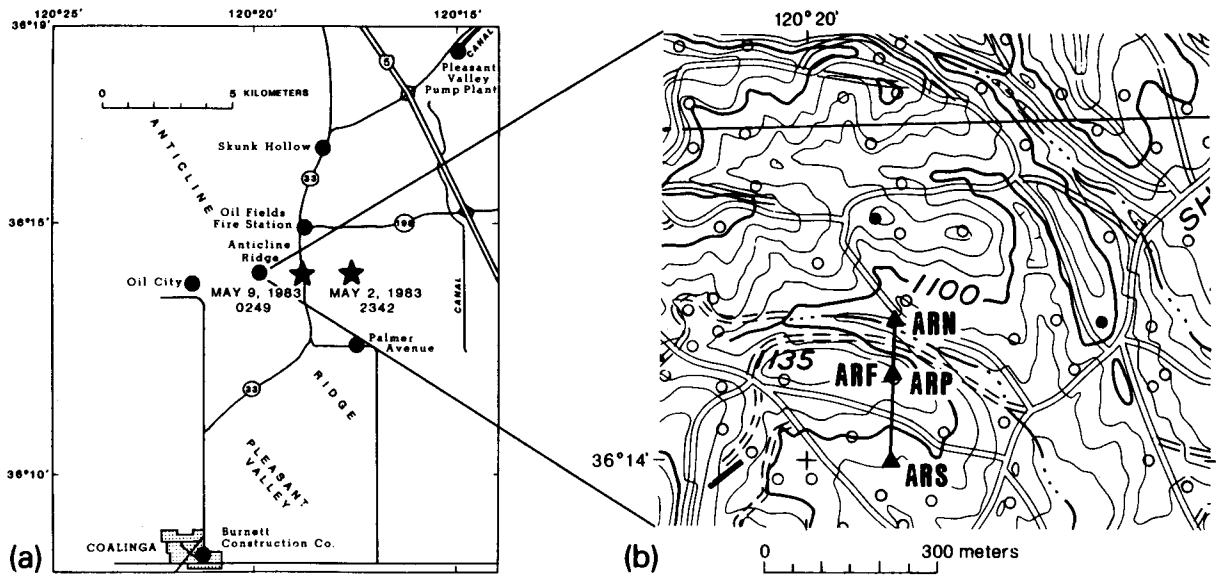 120°25'
120°20'
120°15'
36°19'
0
5 KILOMETERS
CANAL
5
Pleasant
Valley
Pump Plant
ANTICLINE
Skunk Hollow
33
Oil Fields
Fire Station
198
36°15'
Anticline
Ridge
Oil City
MAY 9, 1983
0249
MAY 2, 1983
2342
CANAL
Palmer
Avenue
33
RIDGE
PLEASANT
VALLEY
36°10'
COALINGA
Burnett
Construction Co.
(a)
120°20'
SH
1100
ARN
1135
ARF
ARP
36°14'
ARS
(b)
0
300 meters